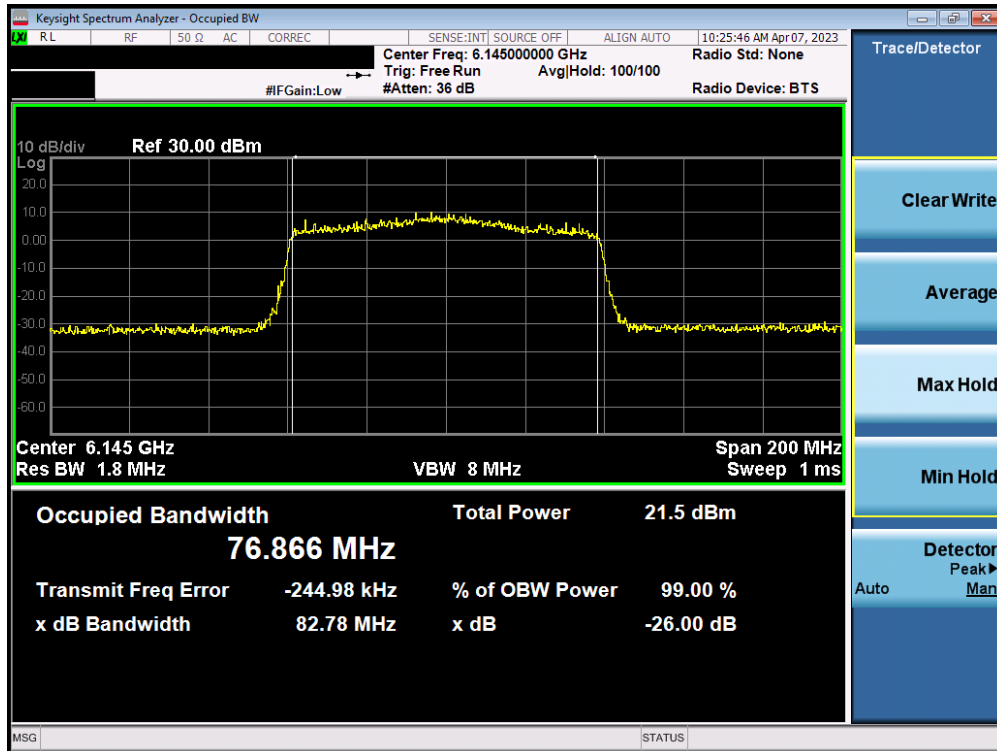 Keysight Spectrum Analyzer - Occupied BW
LXI RL RF 50 Ω AC CORREC SENSE:INT SOURCE OFF ALIGN AUTO 10:25:46 AM Apr 07, 2023
Center Freq: 6.145000000 GHz Radio Std: None
Trig: Free Run Avg|Hold: 100/100
#IFGain:Low #Atten: 36 dB Radio Device: BTS
Trace/Detector
10 dB/div Ref 30.00 dBm
Log
20.0
10.0
0.00
-10.0
-20.0
-30.0
-40.0
-50.0
-60.0
Center 6.145 GHz Span 200 MHz
Res BW 1.8 MHz VBW 8 MHz Sweep 1 ms
Occupied Bandwidth Total Power 21.5 dBm
76.866 MHz
Transmit Freq Error -244.98 kHz % of OBW Power 99.00 %
x dB Bandwidth 82.78 MHz x dB -26.00 dB
Clear Write
Average
Max Hold
Min Hold
Detector
Peak▶
Auto Man
MSG STATUS